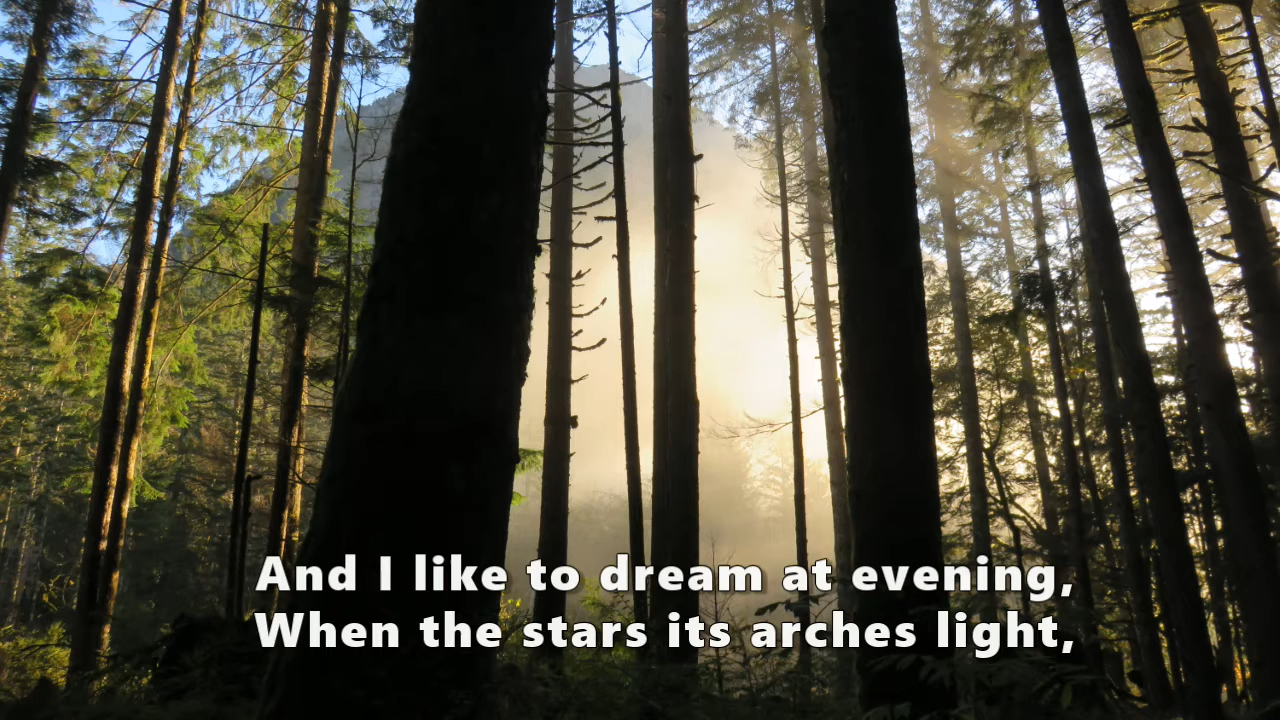 And I like to dream at evening,
When the stars its arches light,